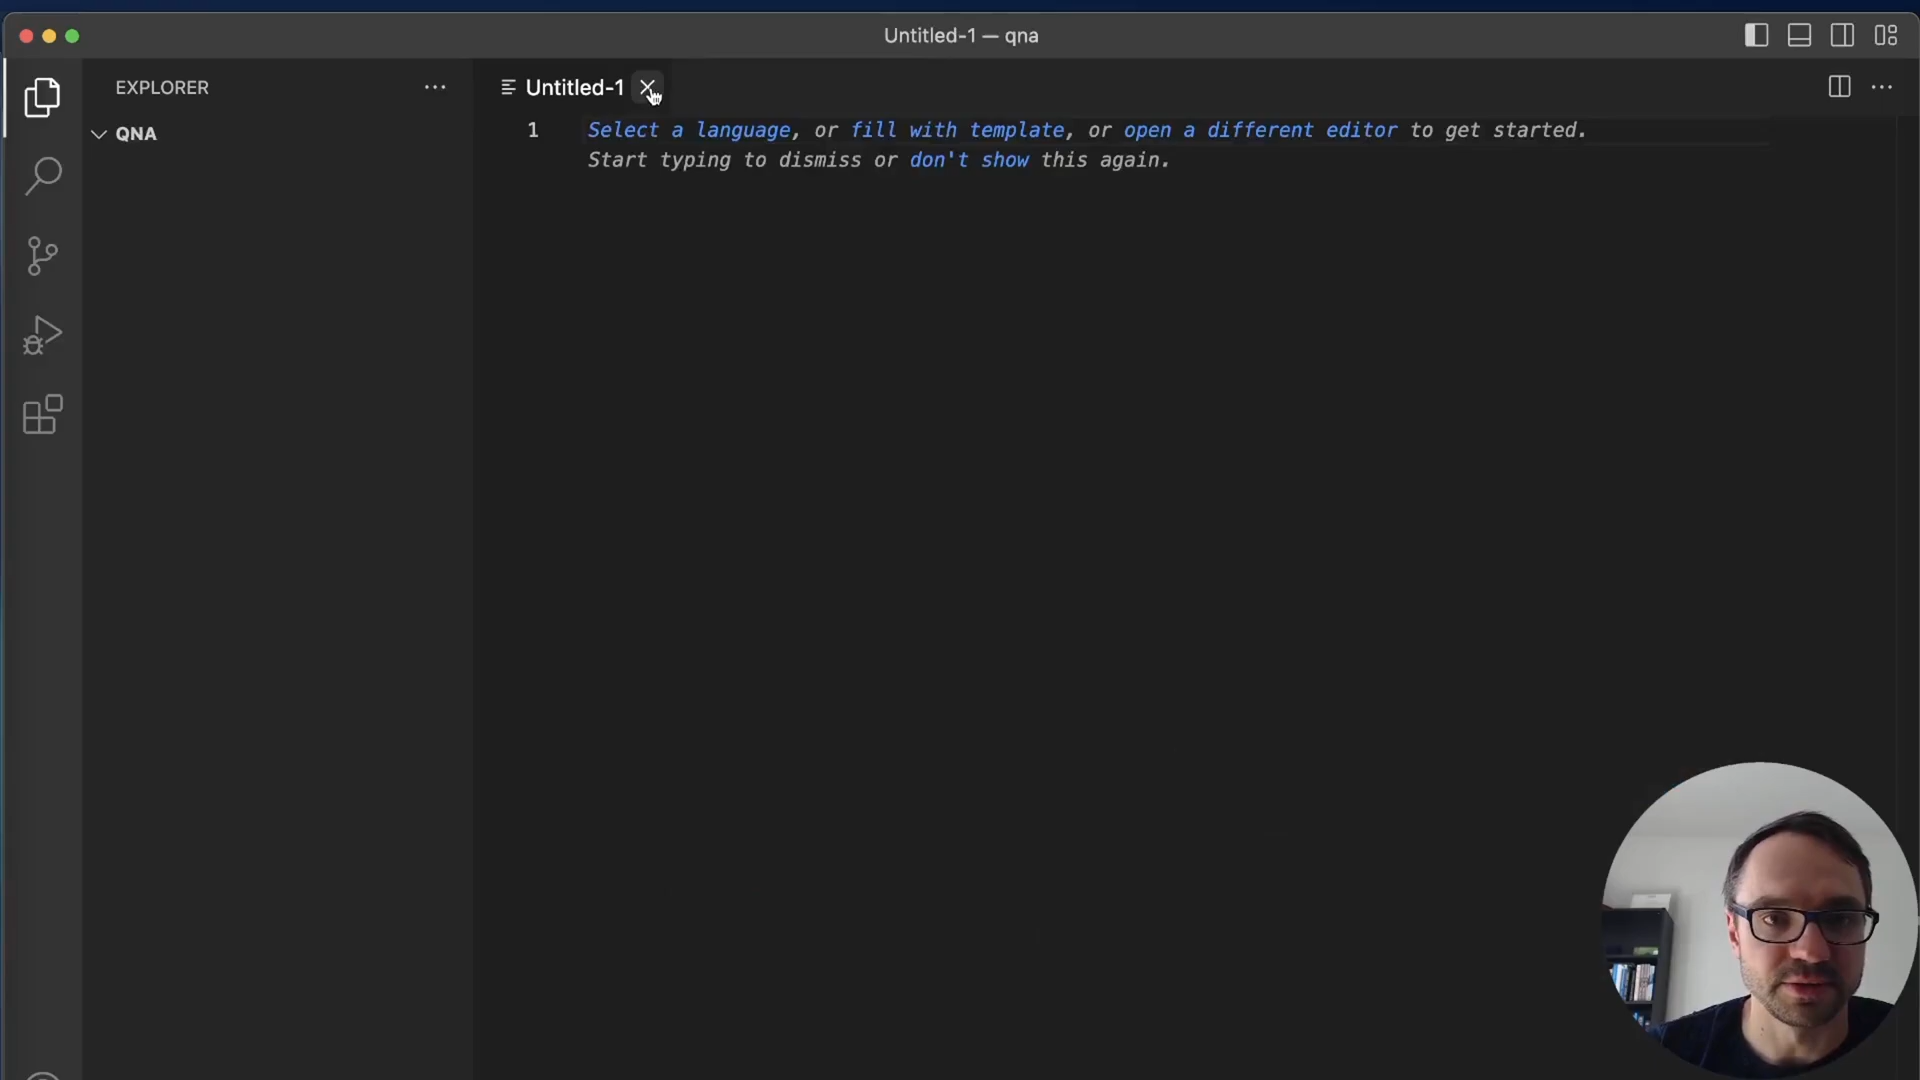 Untitled-1 — qna
EXPLORER
Untitled-1
QNA
1
Select a language, or fill with template, or open a different editor to get started.
Start typing to dismiss or don't show this again.